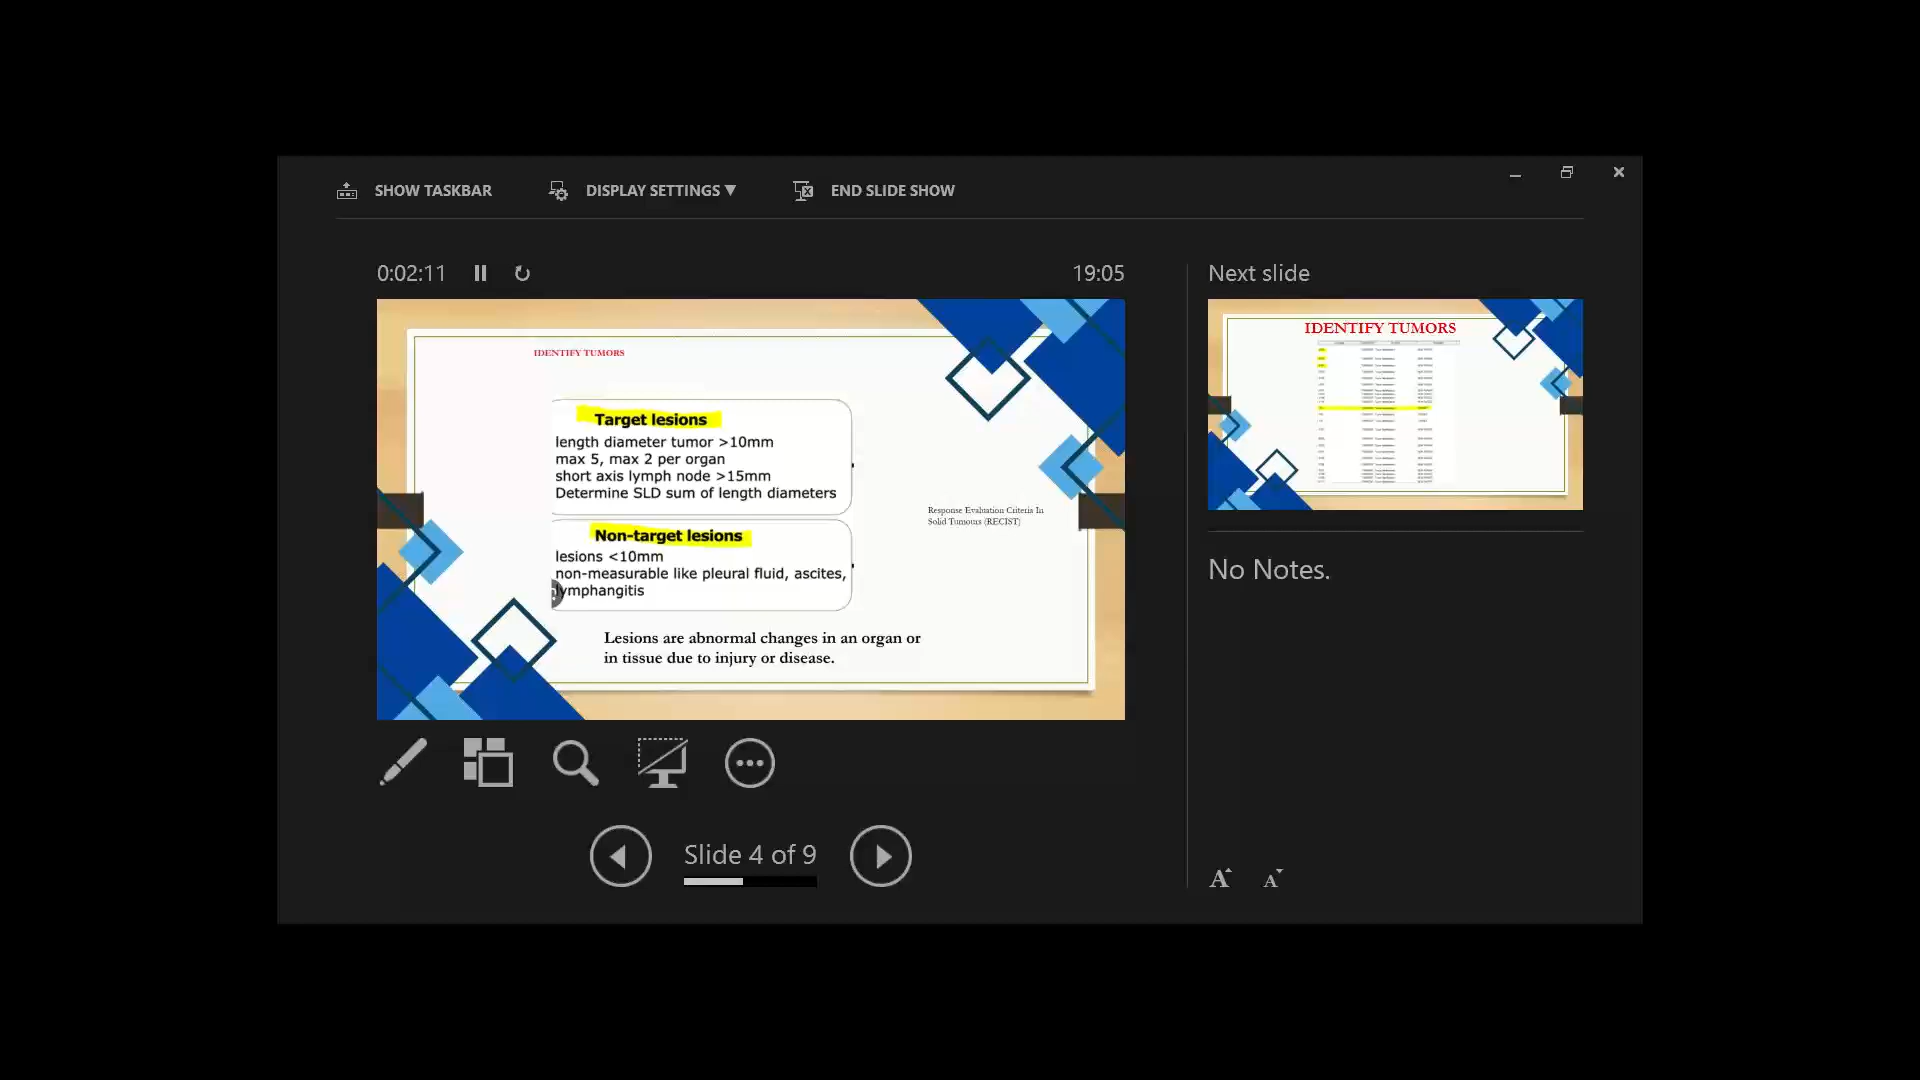 SHOW TASKBAR
DISPLAY SETTINGS ▼
END SLIDE SHOW
0:02:11
19:05
IDENTIFY TUMORS
Target lesions
length diameter tumor >10mm
max 5, max 2 per organ
short axis lymph node >15mm
Determine SLD sum of length diameters
Non-target lesions
lesions <10mm
non-measurable like pleural fluid, ascites,
lymphangitis
Response Evaluation Criteria In
Solid Tumours (RECIST)
Lesions are abnormal changes in an organ or
in tissue due to injury or disease.
Slide 4 of 9
Next slide
IDENTIFY TUMORS
No Notes.
A A